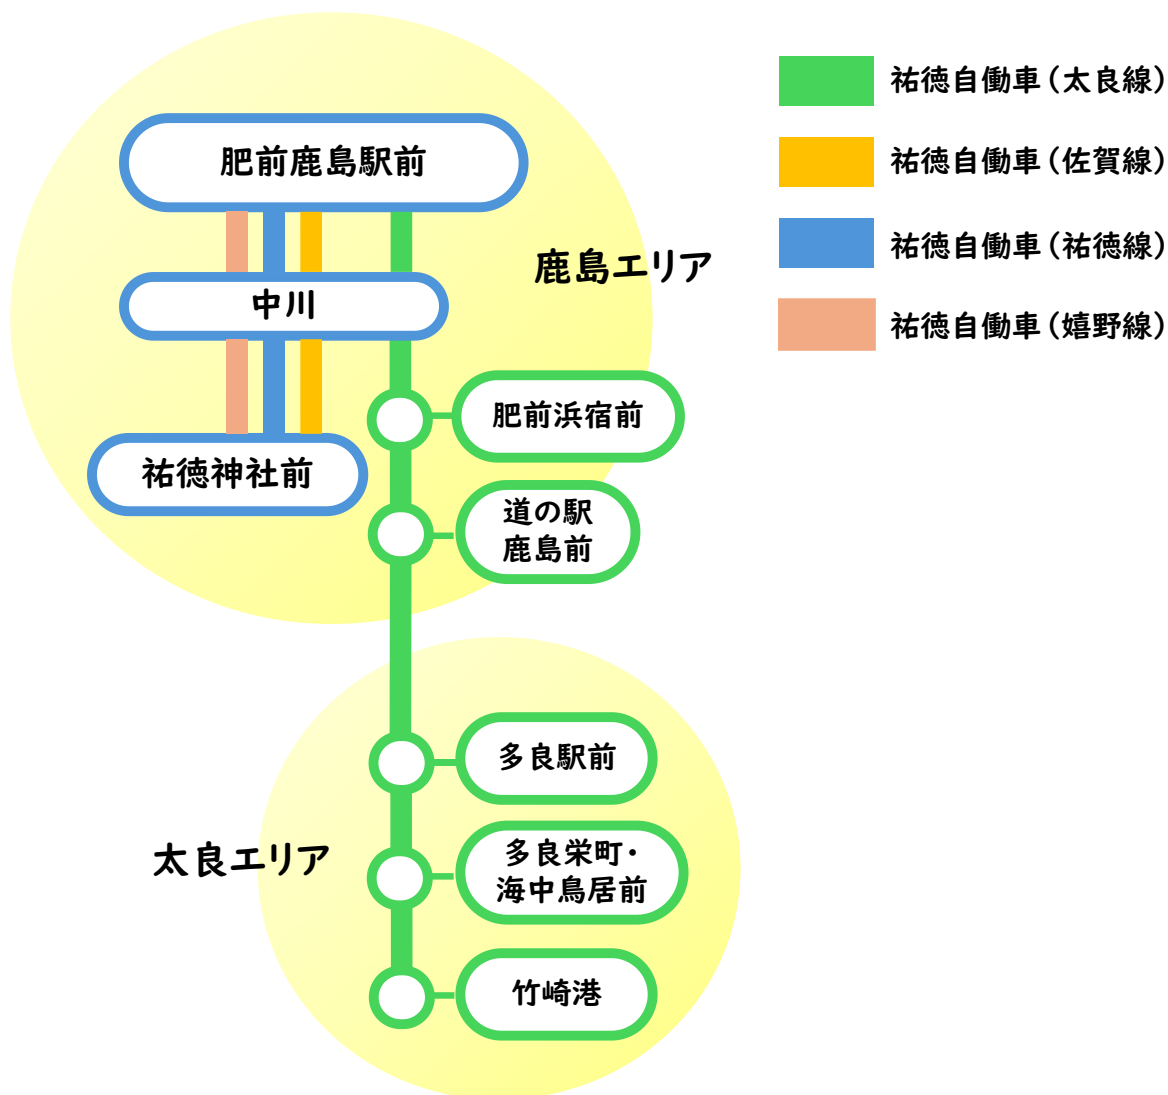 肥前鹿島駅前
中川
祐徳神社前
鹿島エリア
肥前浜宿前
道の駅
鹿島前
太良エリア
多良駅前
多良栄町・
海中鳥居前
竹崎港
祐徳自働車（太良線）
祐徳自働車（佐賀線）
祐徳自働車（祐徳線）
祐徳自働車（嬉野線）